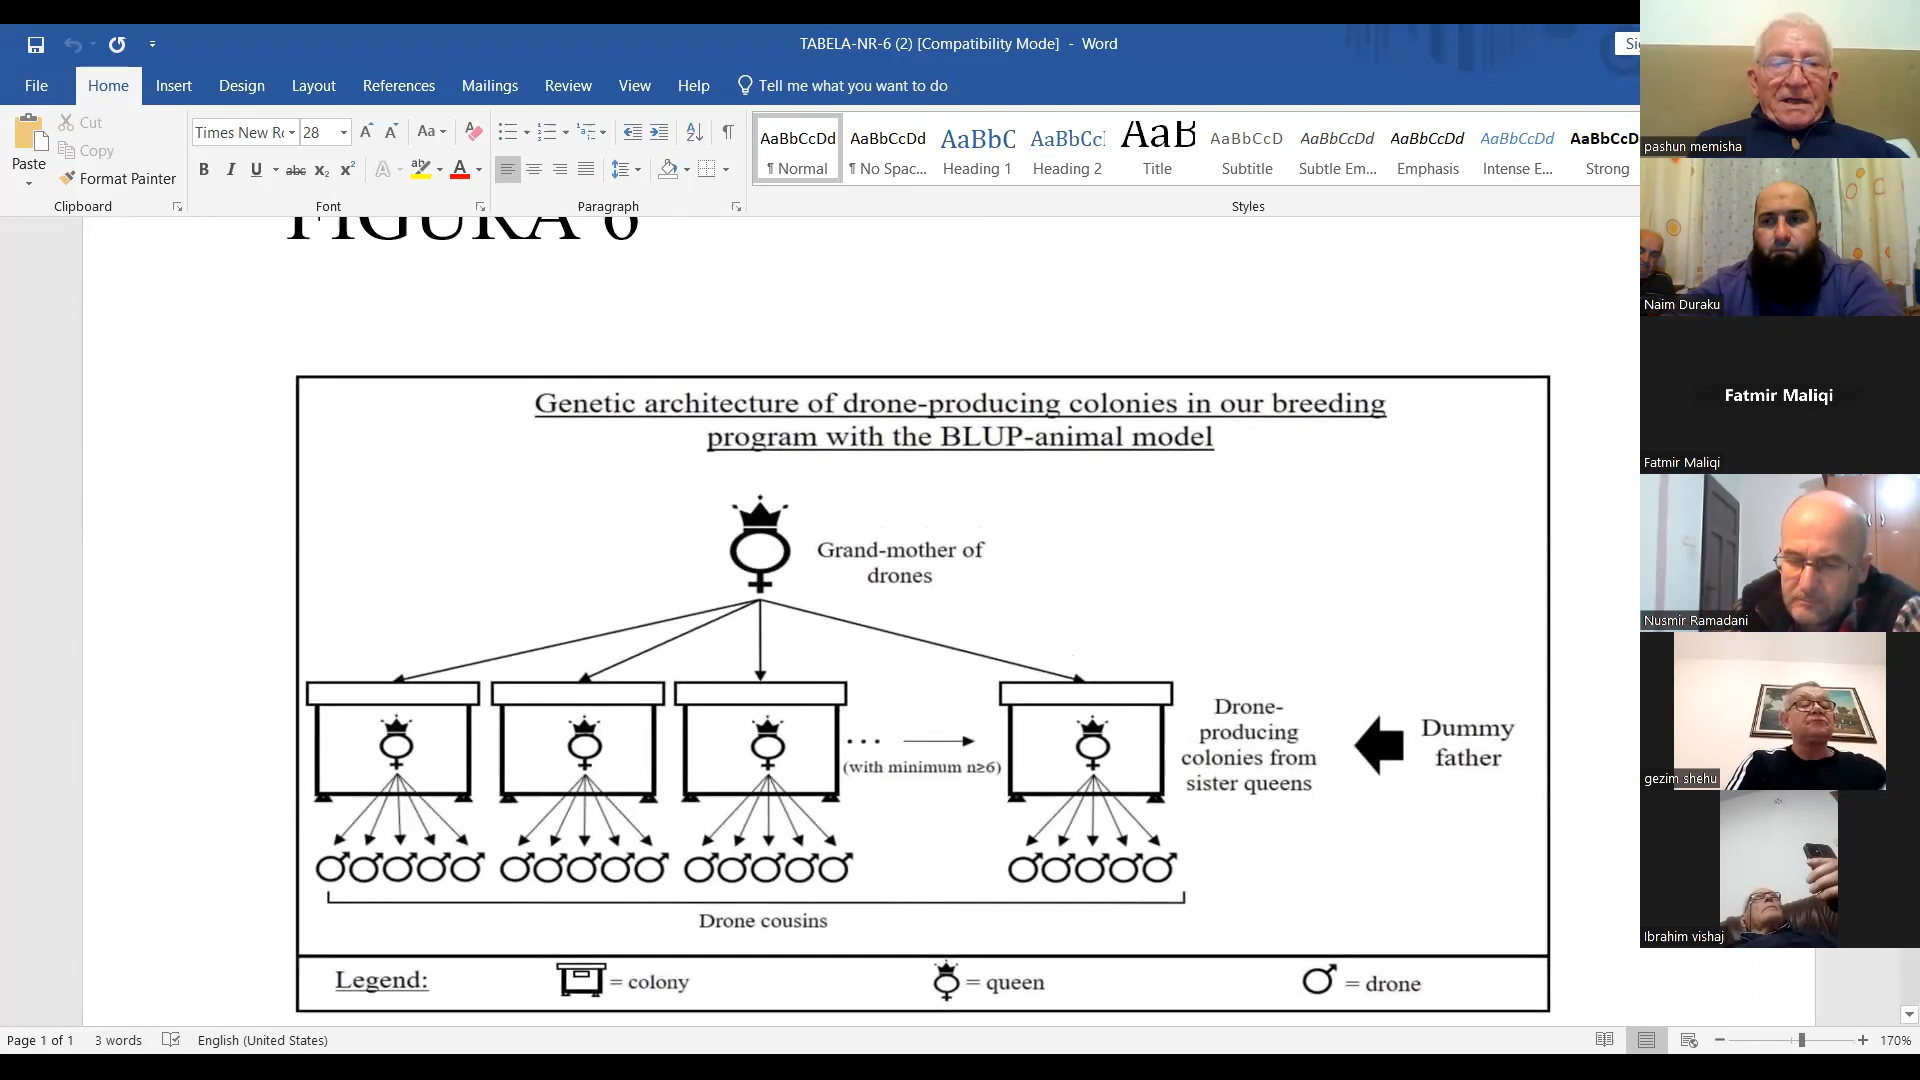 TABELA-NR-6 (2) [Compatibility Mode] - Word
File Home Insert Design Layout References Mailings Review View Help Tell me what you want to do
Paste
Cut
Copy
Format Painter
Clipboard
Times New Ro 28
Font
Paragraph
AaBbCcDd AaBbCcDd AaBbC AaBbCcl AaB AaBbCcD AaBbCcDd AaBbCcDd AaBbCcDd AaBbCcD
¶ Normal ¶ No Spac... Heading 1 Heading 2 Title Subtitle Subtle Em... Emphasis Intense E... Strong
Styles
FIGURA 6
Genetic architecture of drone-producing colonies in our breeding
program with the BLUP-animal model
Grand-mother of
drones
... (with minimum n≥6)
Drone-
producing
colonies from
sister queens
Dummy
father
Drone cousins
Legend: = colony = queen = drone
Page 1 of 1 3 words English (United States) 170%
pashun memisha
Naim Duraku
Fatmir Maliqi
Fatmir Maliqi
Nusmir Ramadani
gezim shehu
Ibrahim vishaj